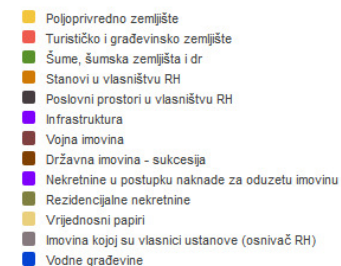 Poljoprivredno zemljište
Turističko i građevinsko zemljište
Šume, šumska zemljišta i dr
Stanovi u vlasništvu RH
Poslovni prostori u vlasništvu RH
Infrastruktura
Vojna imovina
Državna imovina - sukcesija
Nekretnine u postupku naknade za oduzetu imovinu
Rezidencijalne nekretnine
Vrijednosni papiri
Imovina kojoj su vlasnici ustanove (osnivač RH)
Vodne građevine